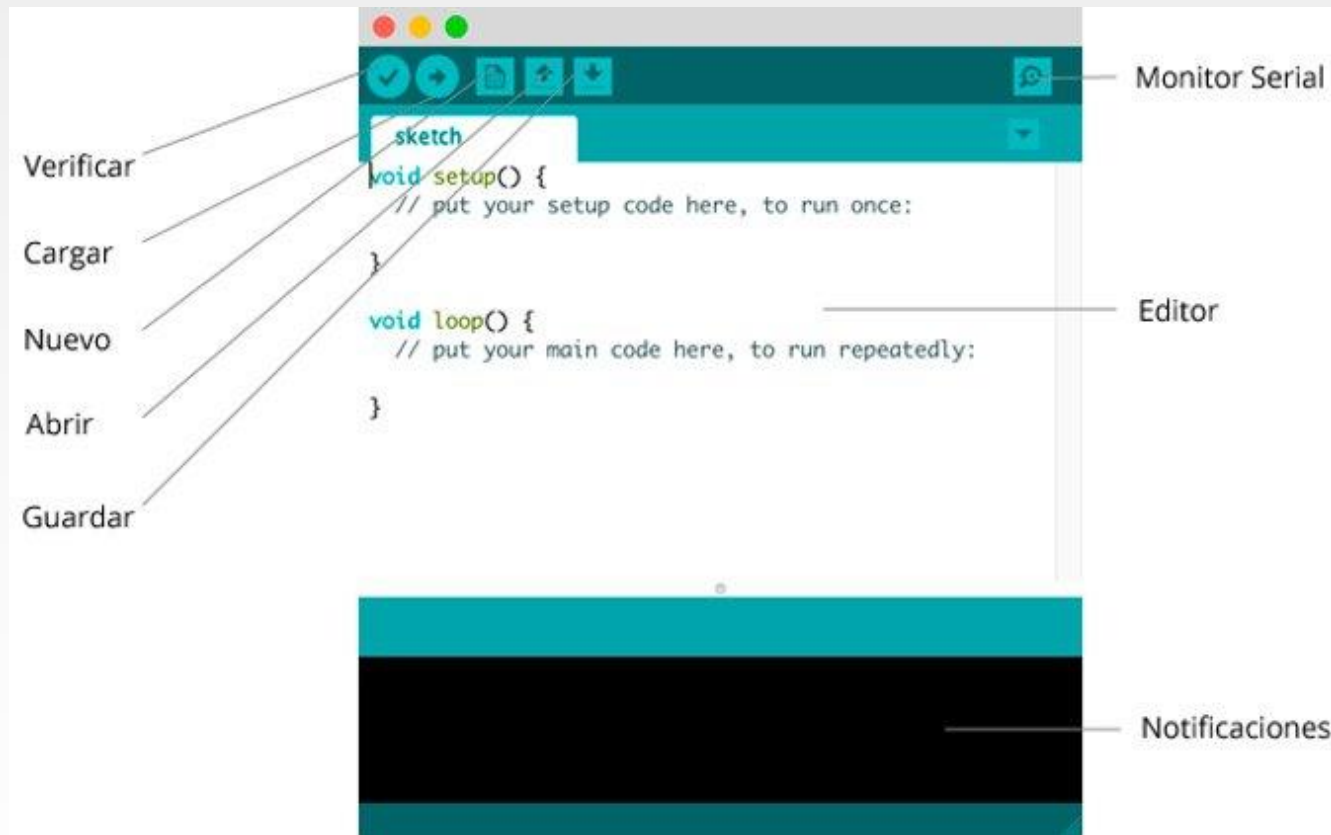 Verificar
Cargar
Nuevo
Abrir
Guardar
sketch
void setup() {
// put your setup code here, to run once:
}
void loop() {
// put your main code here, to run repeatedly:
}
Monitor Serial
Editor
Notificaciones